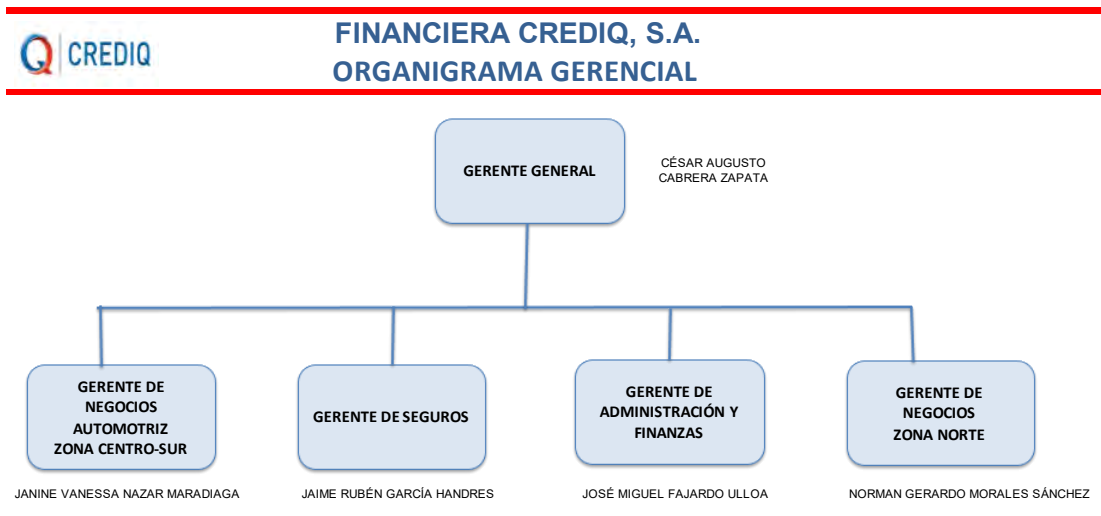 CREDIQ
FINANCIERA CREDIQ, S.A.
ORGANIGRAMA GERENCIAL
GERENTE GENERAL
CÉSAR AUGUSTO
CABRERA ZAPATA
GERENTE DE
NEGOCIOS
AUTOMOTRIZ
ZONA CENTRO-SUR
GERENTE DE SEGUROS
GERENTE DE
ADMINISTRACIÓN Y
FINANZAS
GERENTE DE
NEGOCIOS
ZONA NORTE
JANINE VANESSA NAZAR MARADIAGA
JAIME RUBÉN GARCÍA HANDRES
JOSÉ MIGUEL FAJARDO ULLOA
NORMAN GERARDO MORALES SÁNCHEZ